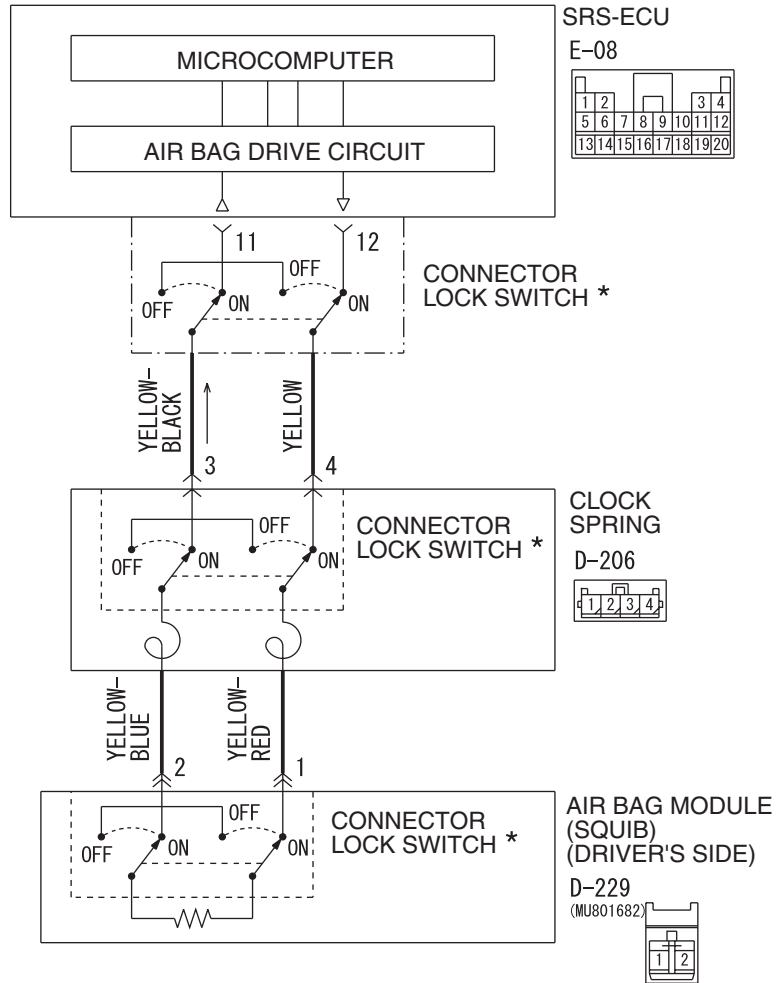 SRS-ECU
E-08
MICROCOMPUTER
AIR BAG DRIVE CIRCUIT
1 2 3 4
5 6 7 8 9 10 11 12
13 14 15 16 17 18 19 20
11
12
OFF
OFF
ON
ON
CONNECTOR
LOCK SWITCH *
YELLOW-
BLACK
YELLOW
3
4
OFF
OFF
ON
ON
CONNECTOR
LOCK SWITCH *
CLOCK
SPRING
D-206
1 2 3 4
YELLOW-
BLUE
YELLOW-
RED
2
1
OFF
OFF
ON
ON
CONNECTOR
LOCK SWITCH *
AIR BAG MODULE
(SQUIB)
(DRIVER'S SIDE)
D-229
(MU801682)
1 2